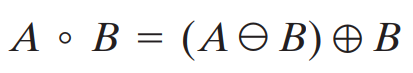 A ∘ B = (A ⊖ B) ⊕ B